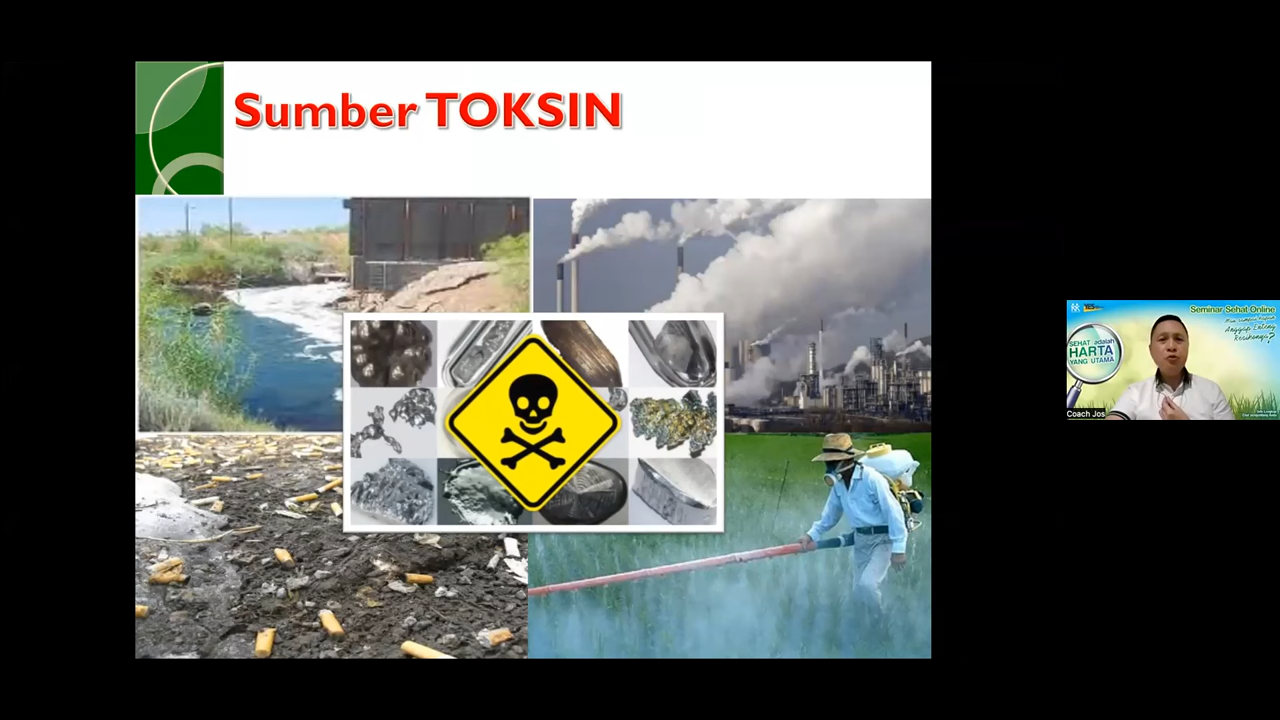 Sumber TOKSIN
Seminar Sehat Online
SEHAT adalah
HARTA
YANG UTAMA
Coach Jos